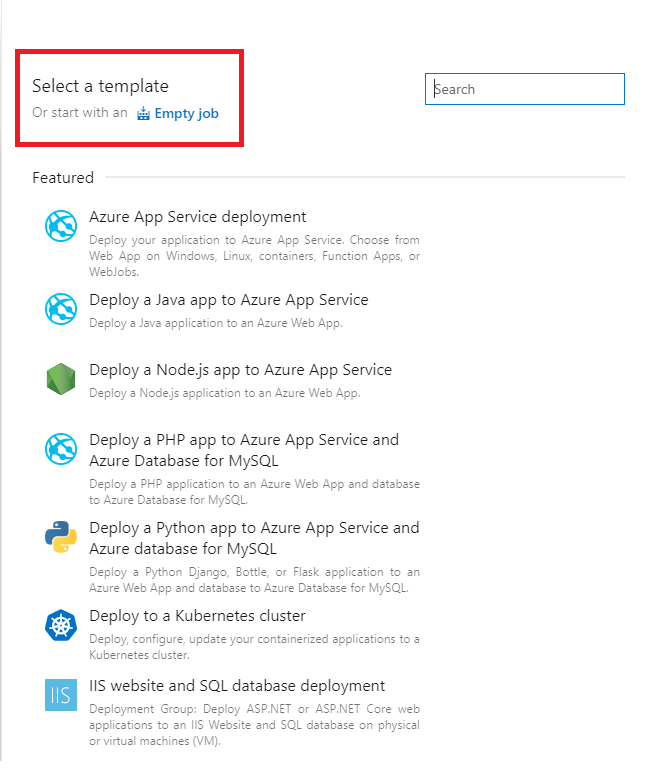 Select a template
Search
Or start with an Empty job
Featured
Azure App Service deployment
Deploy your application to Azure App Service. Choose from
Web App on Windows, Linux, containers, Function Apps, or
WebJobs.
Deploy a Java app to Azure App Service
Deploy a Java application to an Azure Web App.
Deploy a Node.js app to Azure App Service
Deploy a Node.js application to an Azure Web App.
Deploy a PHP app to Azure App Service and
Azure Database for MySQL
Deploy a PHP application to an Azure Web App and database
to Azure Database for MySQL.
Deploy a Python app to Azure App Service and
Azure database for MySQL
Deploy a Python Django, Bottle, or Flask application to an
Azure Web App and database to Azure Database for MySQL.
Deploy to a Kubernetes cluster
Deploy, configure, update your containerized applications to a
Kubernetes cluster.
IIS
IIS website and SQL database deployment
Deployment Group: Deploy ASP.NET or ASP.NET Core web
applications to an IIS Website and SQL database on physical
or virtual machines (VM).